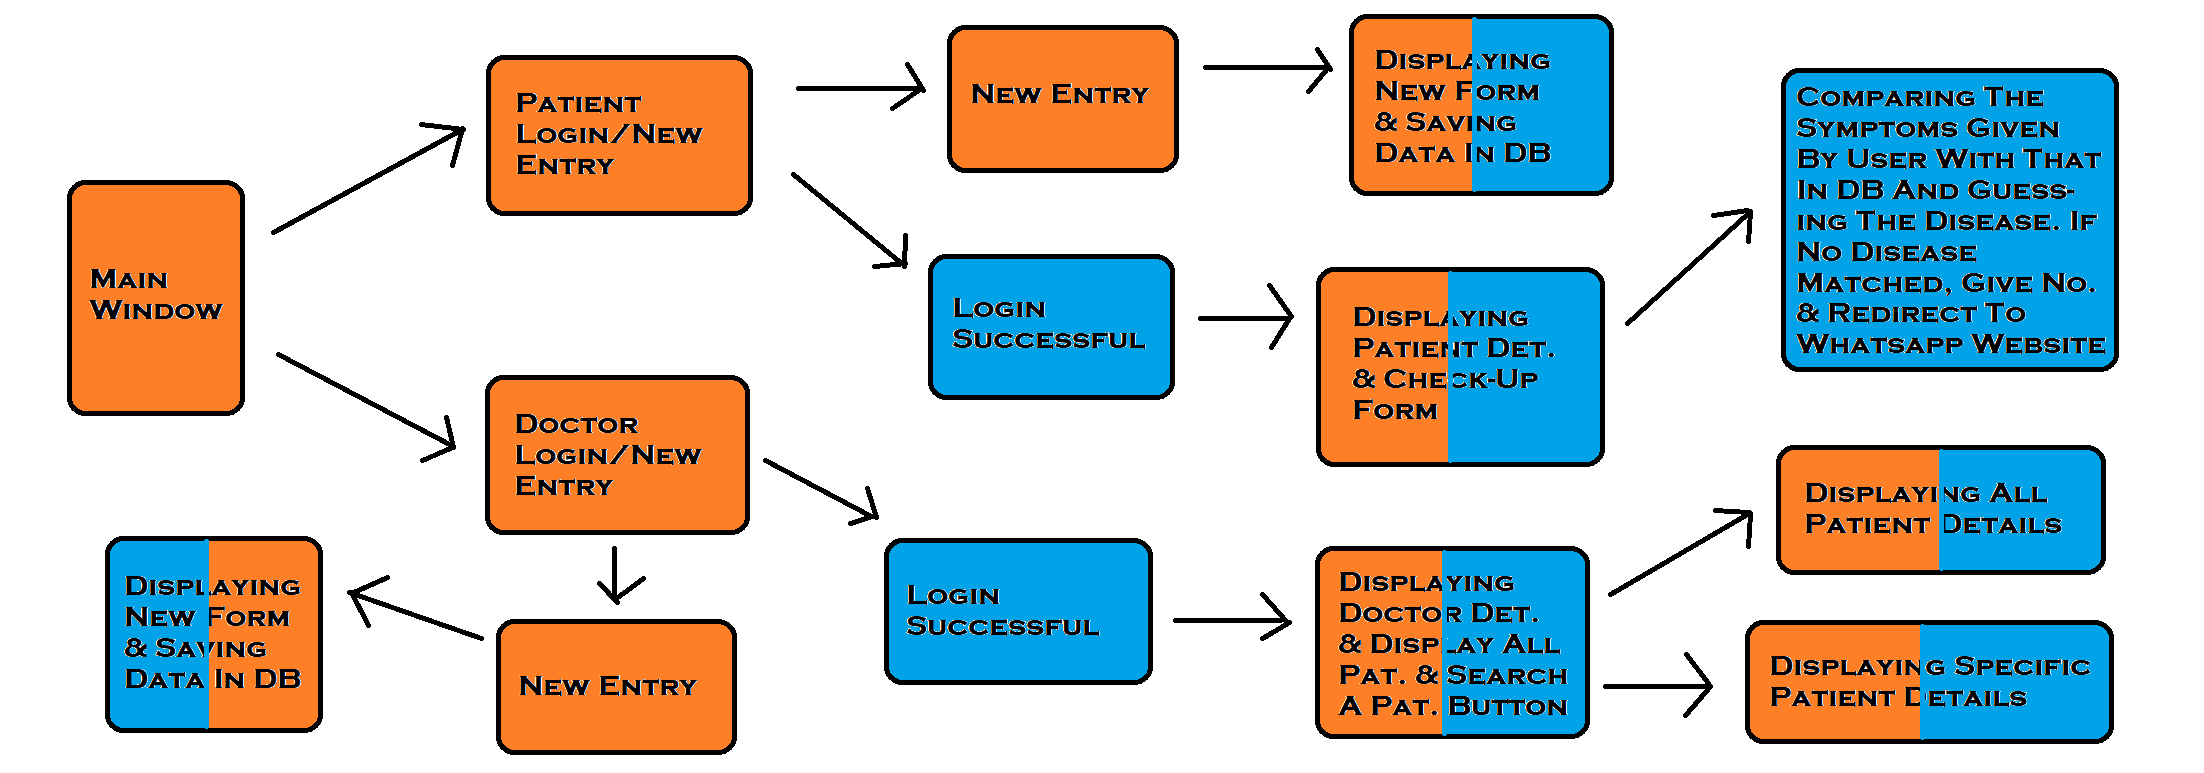 Main
Window
Patient
Login/New
Entry
New Entry
Displaying
New Form
& Saving
Data In DB
Login
Successful
Displaying
Patient Det.
& Check-Up
Form
Comparing The
Symptoms Given
By User With That
In DB And Guess-
ing The Disease. If
No Disease
Matched, Give No.
& Redirect To
Whatsapp Website
Doctor
Login/New
Entry
New Entry
Displaying
New Form
& Saving
Data In DB
Login
Successful
Displaying
Doctor Det.
& Display All
Pat. & Search
A Pat. Button
Displaying All
Patient Details
Displaying Specific
Patient Details